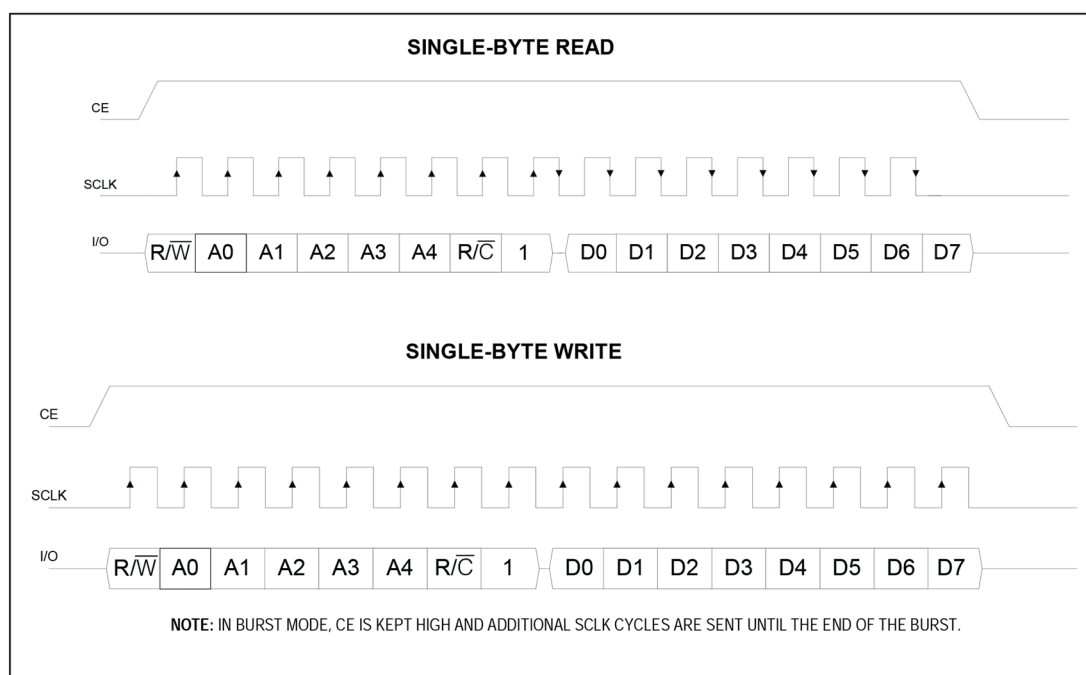 SINGLE-BYTE READ
CE
SCLK
I/O
R/W̅ A0 A1 A2 A3 A4 R/C̅ 1 D0 D1 D2 D3 D4 D5 D6 D7
SINGLE-BYTE WRITE
CE
SCLK
I/O
R/W̅ A0 A1 A2 A3 A4 R/C̅ 1 D0 D1 D2 D3 D4 D5 D6 D7
NOTE: IN BURST MODE, CE IS KEPT HIGH AND ADDITIONAL SCLK CYCLES ARE SENT UNTIL THE END OF THE BURST.